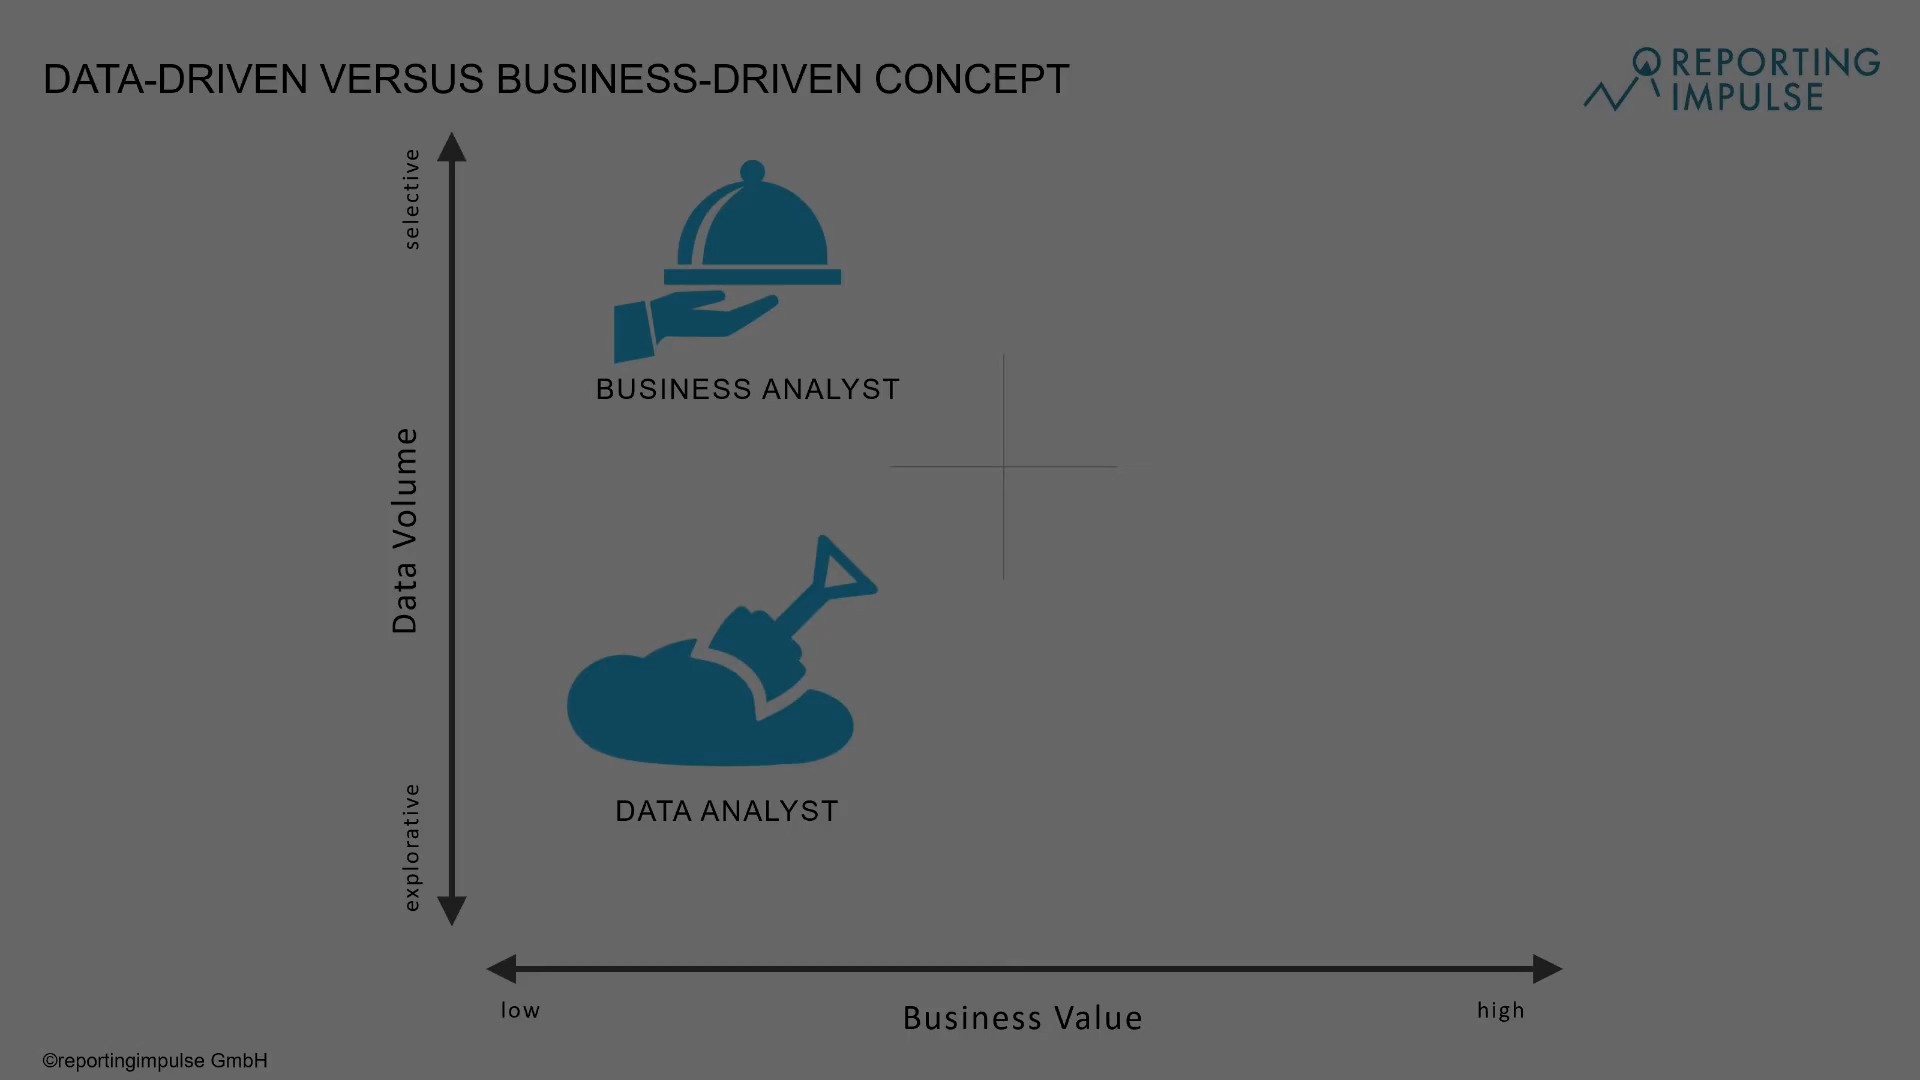 DATA-DRIVEN VERSUS BUSINESS-DRIVEN CONCEPT
REPORTING
IMPULSE
selective
BUSINESS ANALYST
Data Volume
DATA ANALYST
explorative
low
Business Value
high
©reportingimpulse GmbH